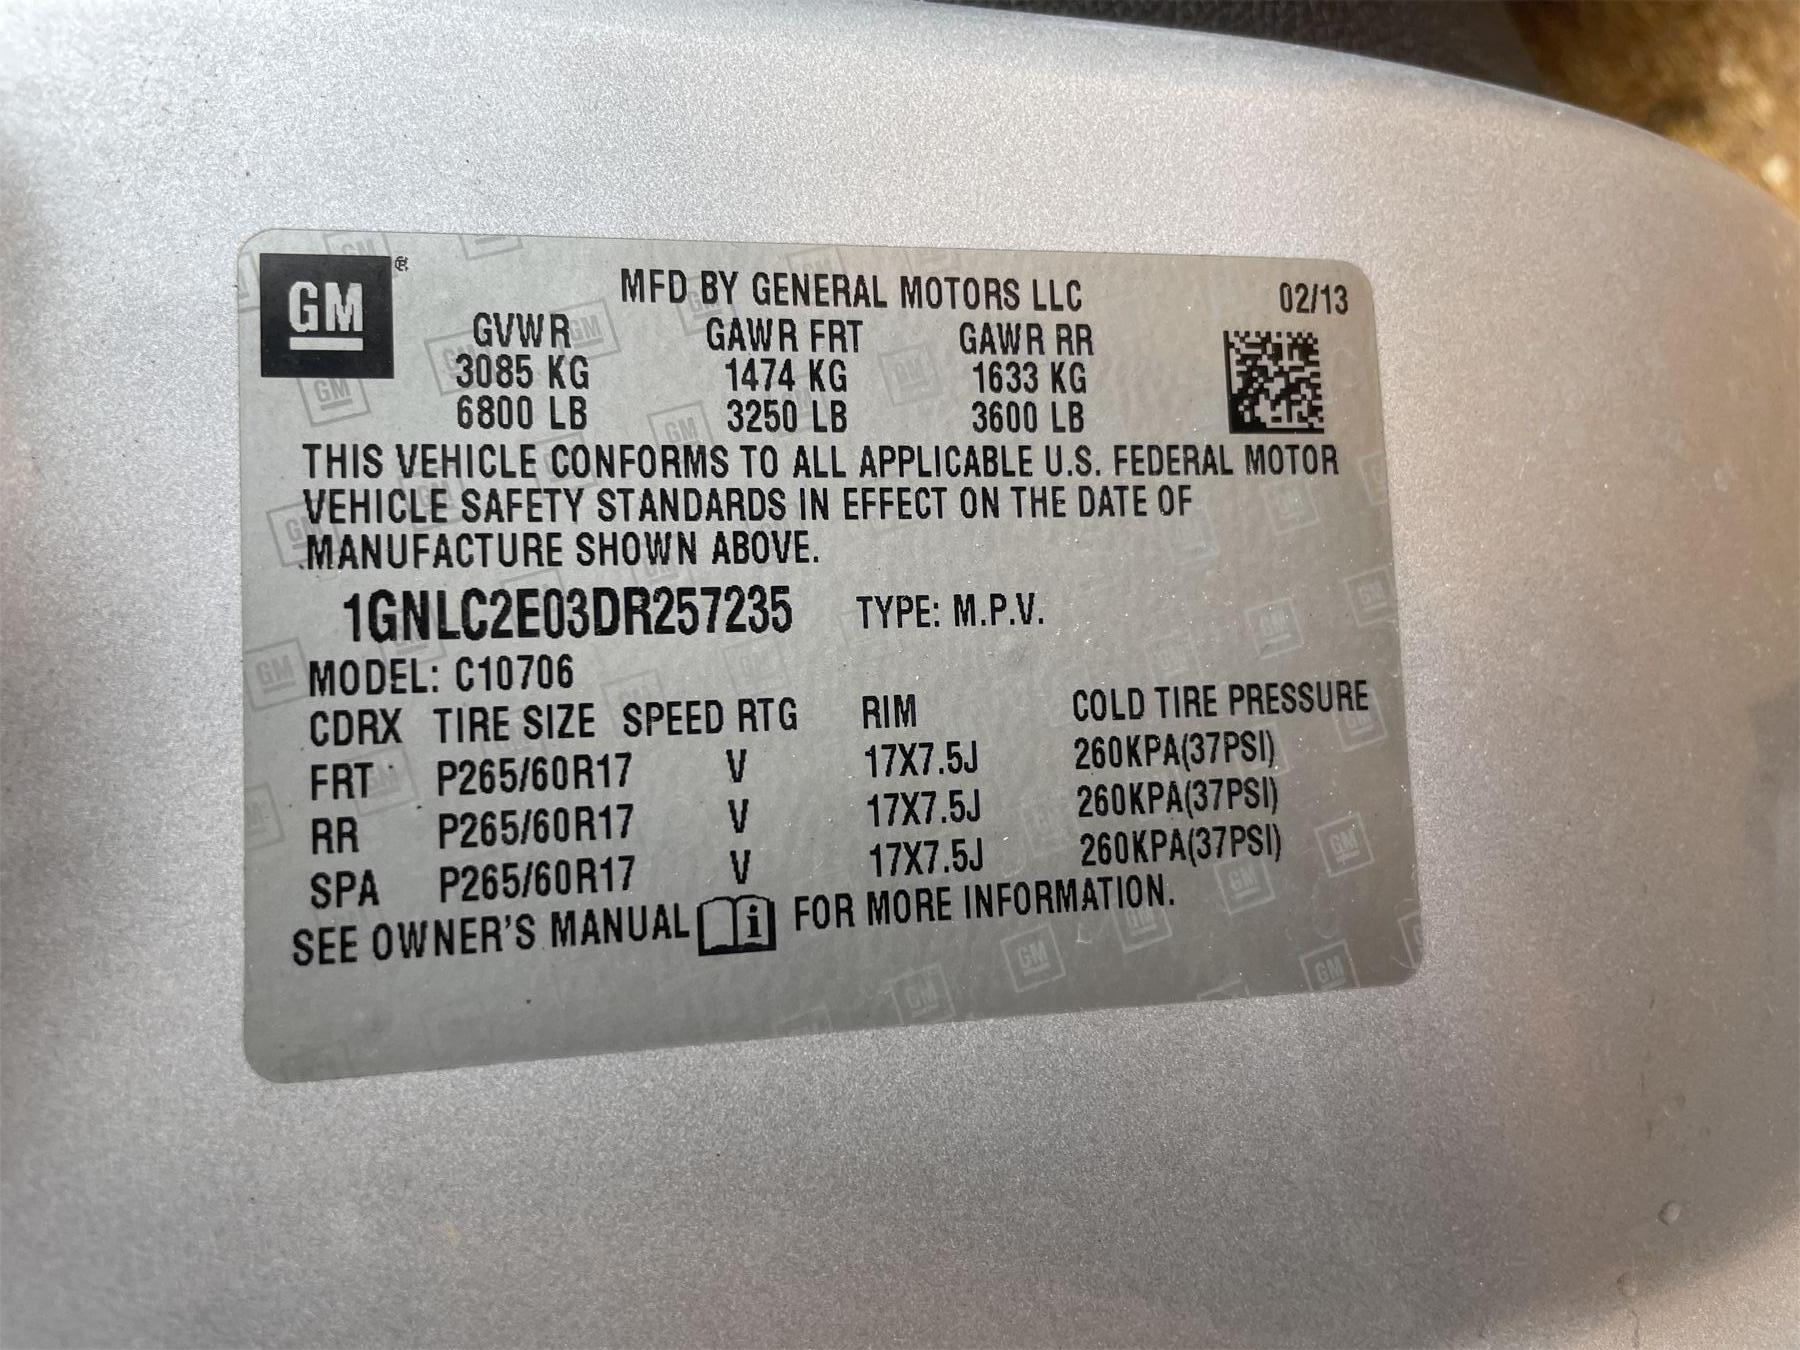 GM
MFD BY GENERAL MOTORS LLC 02/13
GVWR GAWR FRT GAWR RR
3085 KG 1474 KG 1633 KG
6800 LB 3250 LB 3600 LB
THIS VEHICLE CONFORMS TO ALL APPLICABLE U.S. FEDERAL MOTOR
VEHICLE SAFETY STANDARDS IN EFFECT ON THE DATE OF
MANUFACTURE SHOWN ABOVE.
1GNLC2E03DR257235 TYPE: M.P.V.
MODEL: C10706
CDRX TIRE SIZE SPEED RTG RIM COLD TIRE PRESSURE
FRT P265/60R17 V 17X7.5J 260KPA(37PSI)
RR P265/60R17 V 17X7.5J 260KPA(37PSI)
SPA P265/60R17 V 17X7.5J 260KPA(37PSI)
SEE OWNER'S MANUAL i FOR MORE INFORMATION.